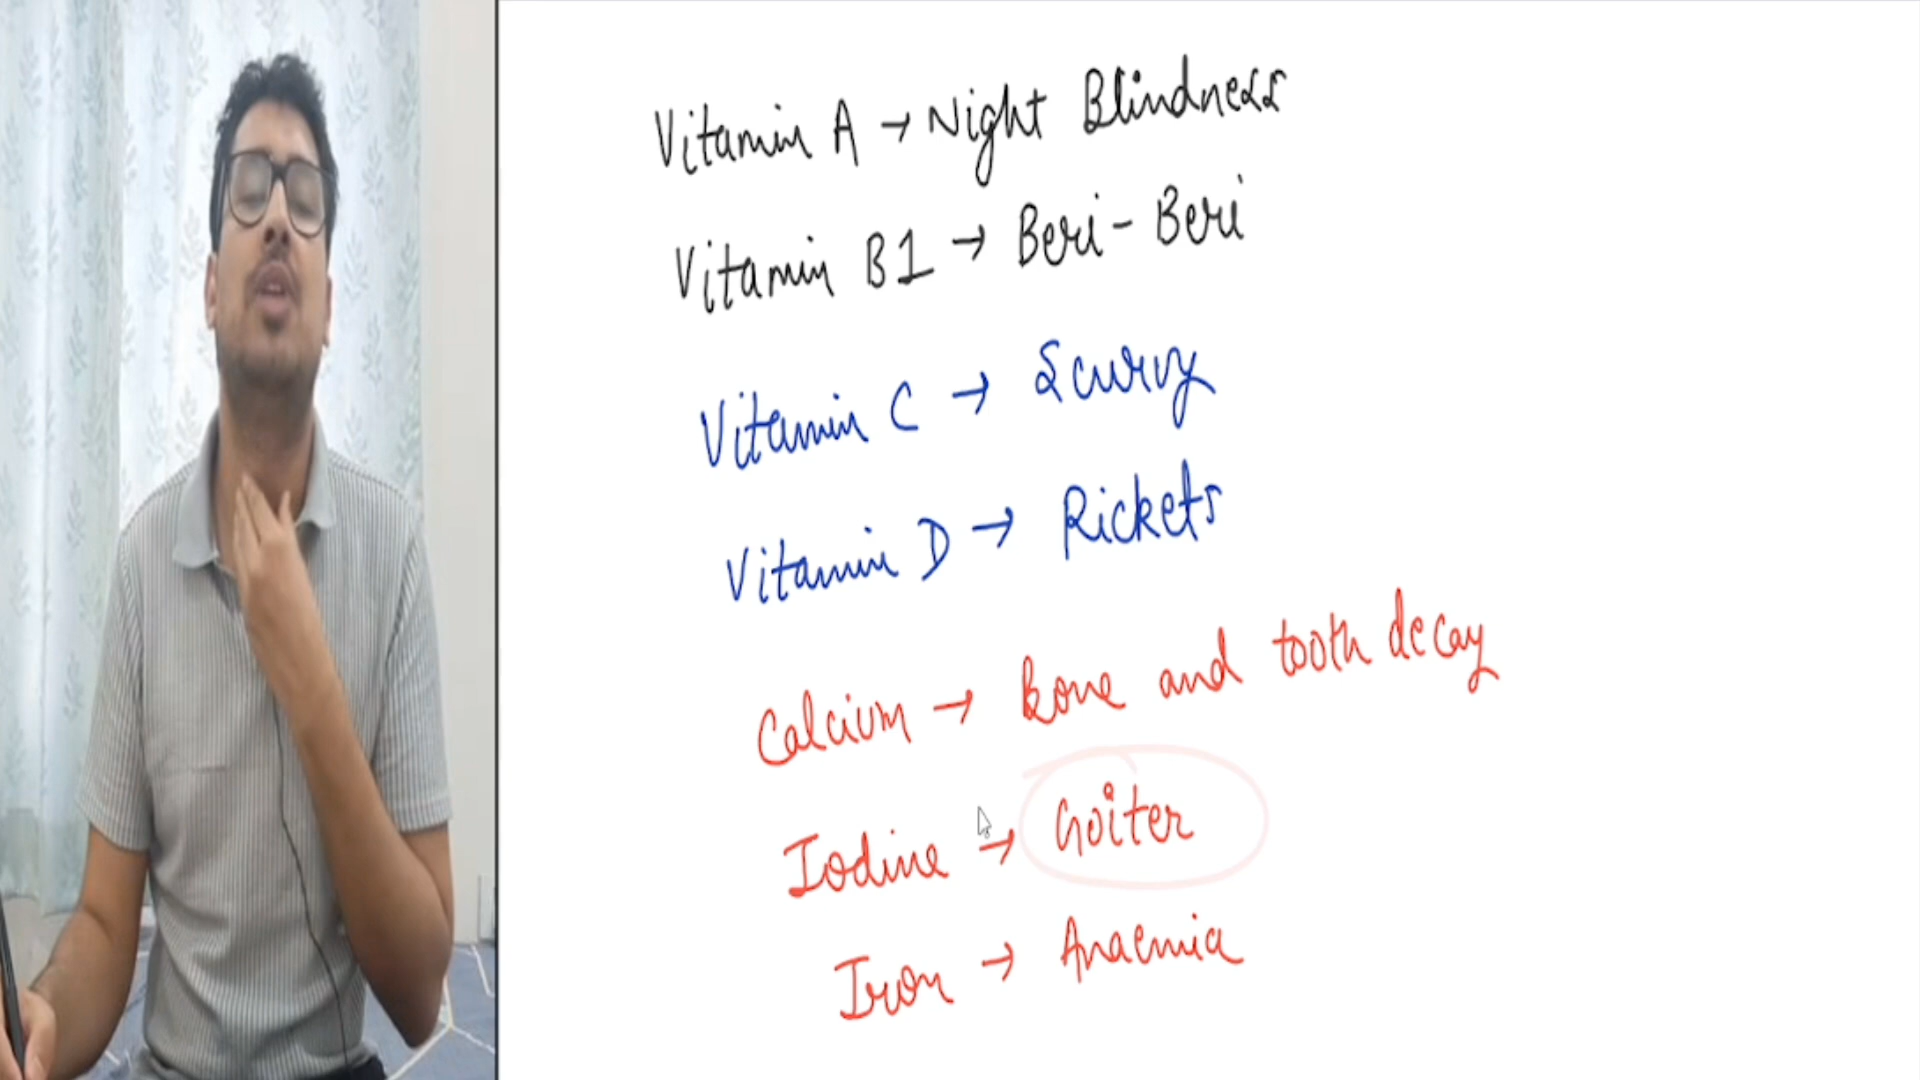 Vitamin A → Night Blindness
Vitamin B1 → Beri-Beri
Vitamin C → Scurvy
Vitamin D → Rickets
Calcium → Bone and tooth decay
Iodine → Goiter
Iron → Anaemia